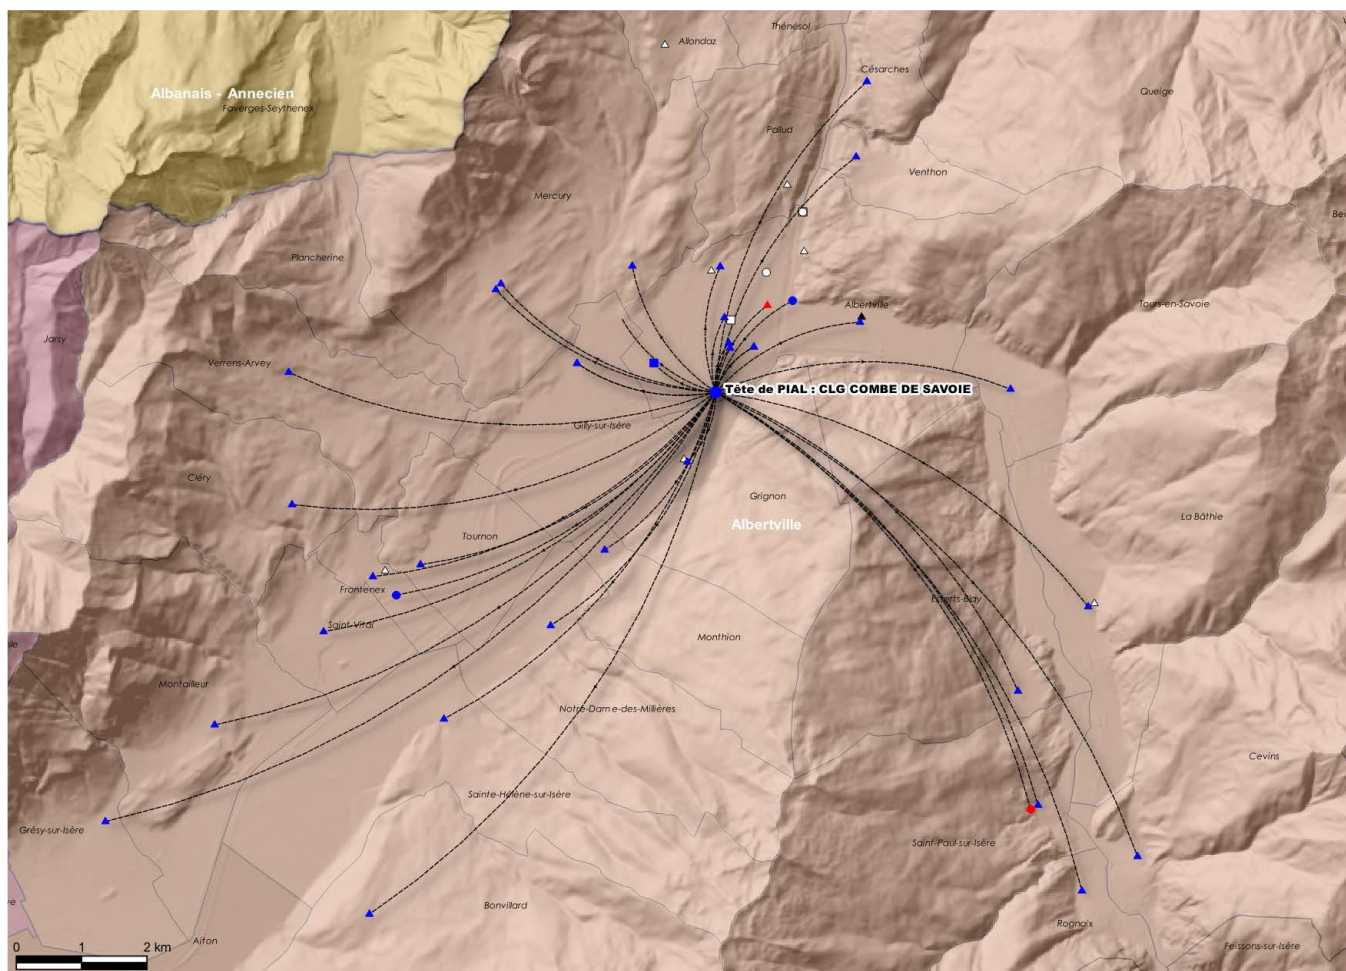 Thénésol
Allondaz
Césarches
Albanais - Annecien
Queige
Faverges-Seythenex
Pallud
Venthon
Mercury
Plancherine
Albertville
Tours-en-Savoie
Jarsy
Verrens-Arvey
Tête de PIAL : CLG COMBE DE SAVOIE
Gilly-sur-Isère
Cléry
Grignon
La Bâthie
Albertville
Tournon
Frontenex
Esserts-Blay
Saint-Vital
Monthion
Montailleur
Notre-Dame-des-Millières
Cevins
Sainte-Hélène-sur-Isère
Grésy-sur-Isère
Saint-Paul-sur-Isère
Bonvillard
Rognaix
Aiton
Feissons-sur-Isère
0 1 2 km